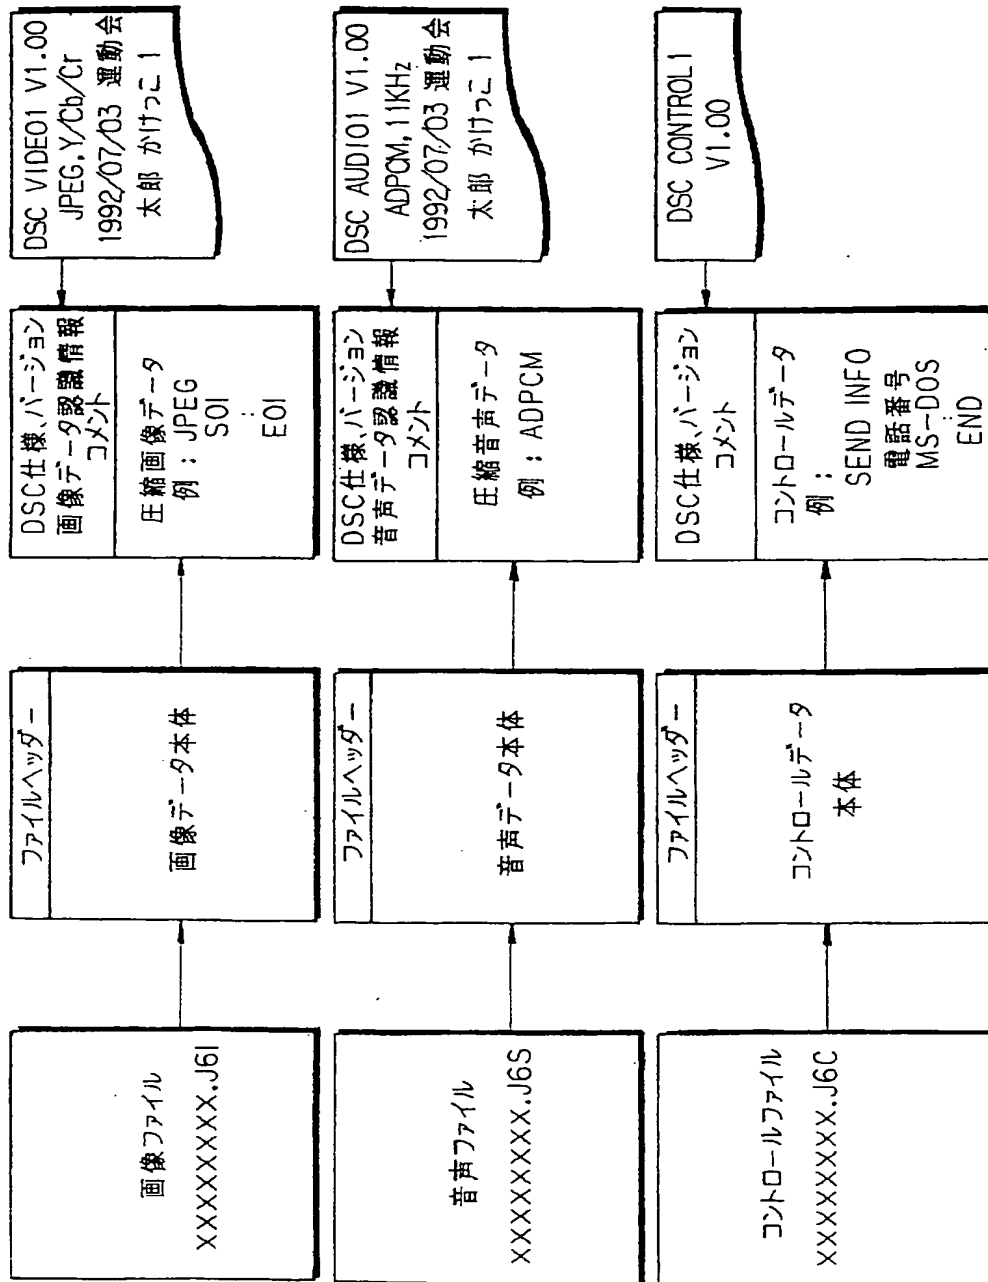 画像ファイル
XXXXXXXX.J6I
ファイルヘッダー
画像データ本体
DSC仕様、バージョン
画像データ認識情報
コメント
圧縮画像データ
例：JPEG
SOI
:
EOI
DSC VIDEO1 V1.00
JPEG,Y/Cb/Cr
1992/07/03 運動会
太郎 かけっこ 1
音声ファイル
XXXXXXXX.J6S
ファイルヘッダー
音声データ本体
DSC仕様、バージョン
音声データ認識情報
コメント
圧縮音声データ
例：ADPCM
DSC AUDIO1 V1.00
ADPCM,11KHz
1992/07/03 運動会
太郎 かけっこ 1
コントロールファイル
XXXXXXXX.J6C
ファイルヘッダー
コントロールデータ
本体
DSC仕様、バージョン
コメント
コントロールデータ
例：
SEND INFO
電話番号
MS-DOS
:
END
DSC CONTROL1
V1.00